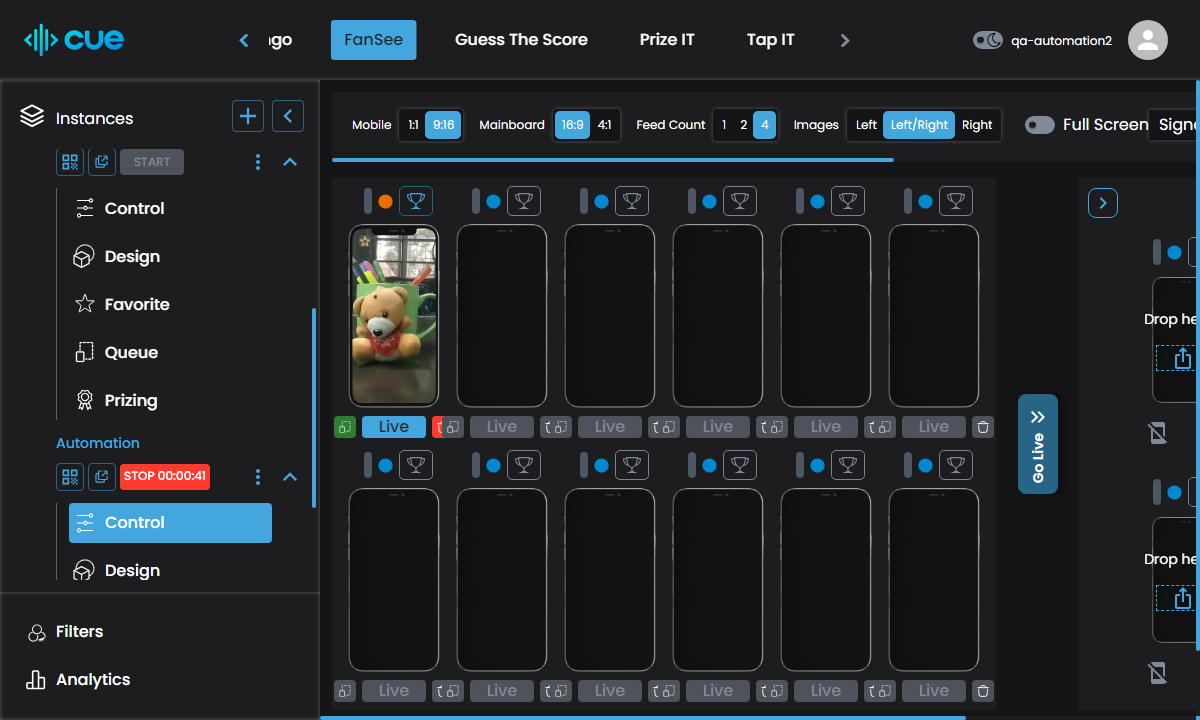 cue
ngo
FanSee
Guess The Score
Prize IT
Tap IT
qa-automation2
Instances
START
Control
Design
Favorite
Queue
Prizing
Automation
STOP 00:00:41
Control
Design
Filters
Analytics
Mobile 1:1 9:16 Mainboard 16:9 4:1 Feed Count 1 2 4 Images Left Left/Right Right Full Screen
Live Live Live Live Live Live
Live Live Live Live Live Live
Go Live
Drop he
Drop he